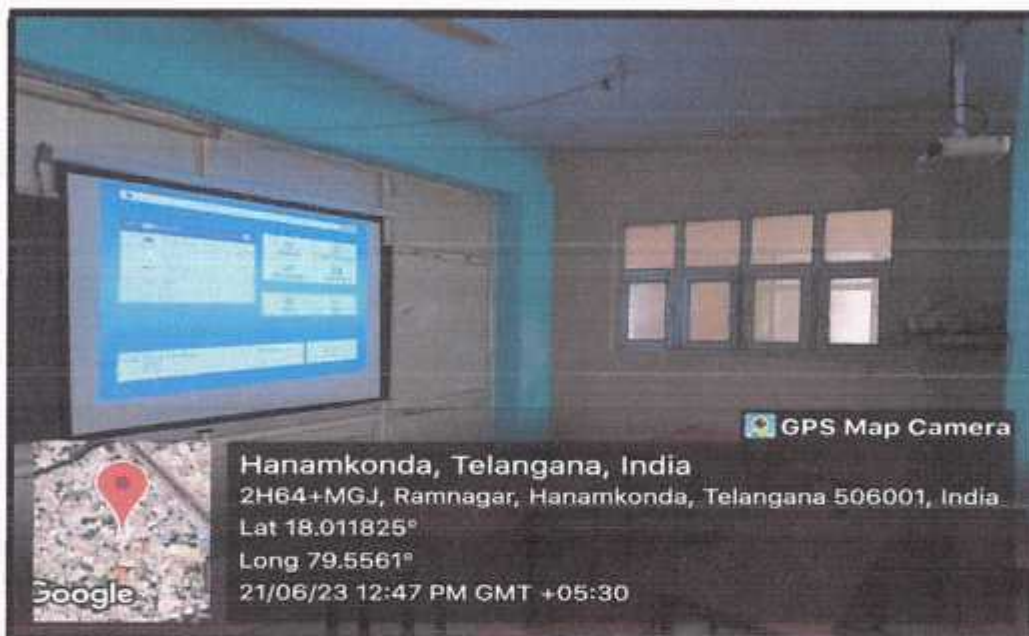 GPS Map Camera
Hanamkonda, Telangana, India
2H64+MGJ, Ramnagar, Hanamkonda, Telangana 506001, India
Lat 18.011825°
Long 79.5561°
21/06/23 12:47 PM GMT +05:30
Google